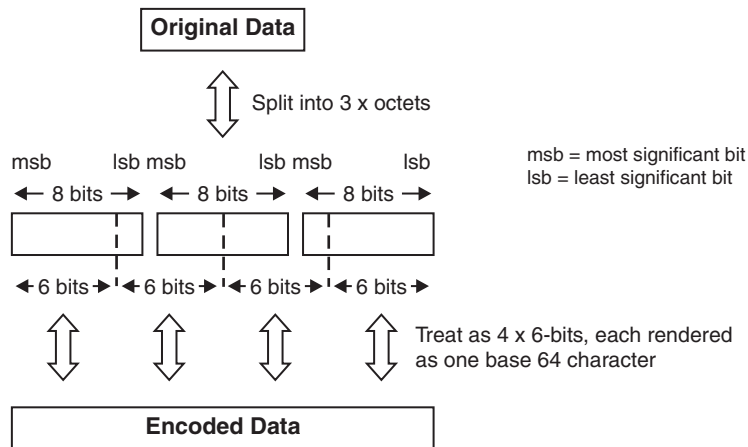 Original Data
Split into 3 x octets
msb lsb msb lsb msb lsb
msb = most significant bit
lsb = least significant bit
8 bits 8 bits 8 bits
6 bits 6 bits 6 bits 6 bits
Treat as 4 x 6-bits, each rendered
as one base 64 character
Encoded Data